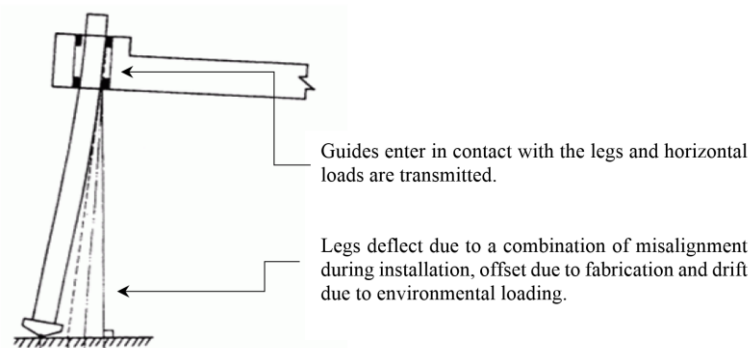 Guides enter in contact with the legs and horizontal
loads are transmitted.
Legs deflect due to a combination of misalignment
during installation, offset due to fabrication and drift
due to environmental loading.